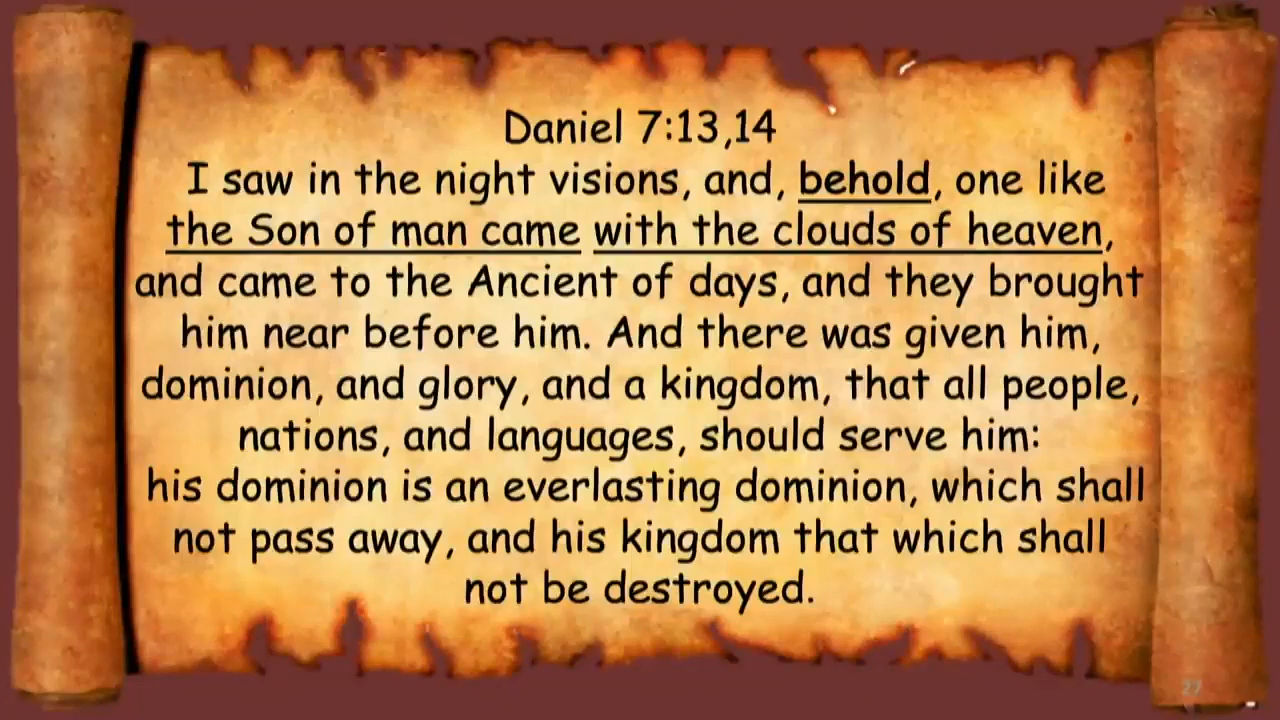 Daniel 7:13,14
I saw in the night visions, and, behold, one like
the Son of man came with the clouds of heaven,
and came to the Ancient of days, and they brought
him near before him. And there was given him,
dominion, and glory, and a kingdom, that all people,
nations, and languages, should serve him:
his dominion is an everlasting dominion, which shall
not pass away, and his kingdom that which shall
not be destroyed.
27